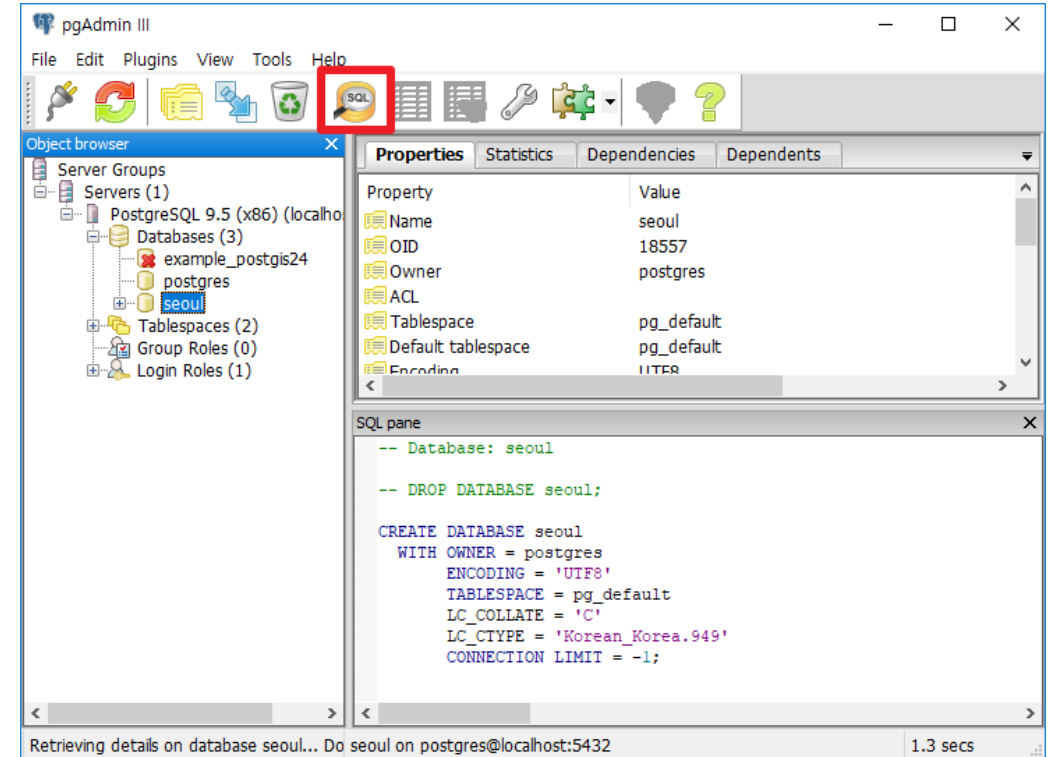 pgAdmin III
File Edit Plugins View Tools Help
SQL
Object browser
Server Groups
Servers (1)
PostgreSQL 9.5 (x86) (localho
Databases (3)
example_postgis24
postgres
seoul
Tablespaces (2)
Group Roles (0)
Login Roles (1)
Properties Statistics Dependencies Dependents
Property Value
Name seoul
OID 18557
Owner postgres
ACL
Tablespace pg_default
Default tablespace pg_default
Encoding UTF8
SQL pane
-- Database: seoul
-- DROP DATABASE seoul;
CREATE DATABASE seoul
WITH OWNER = postgres
ENCODING = 'UTF8'
TABLESPACE = pg_default
LC_COLLATE = 'C'
LC_CTYPE = 'Korean_Korea.949'
CONNECTION LIMIT = -1;
Retrieving details on database seoul... Do seoul on postgres@localhost:5432 1.3 secs